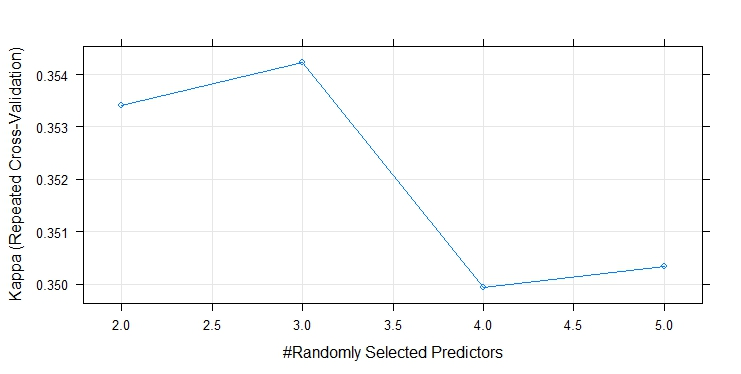 Kappa (Repeated Cross-Validation)
0.354
0.353
0.352
0.351
0.350
2.0 2.5 3.0 3.5 4.0 4.5 5.0
#Randomly Selected Predictors